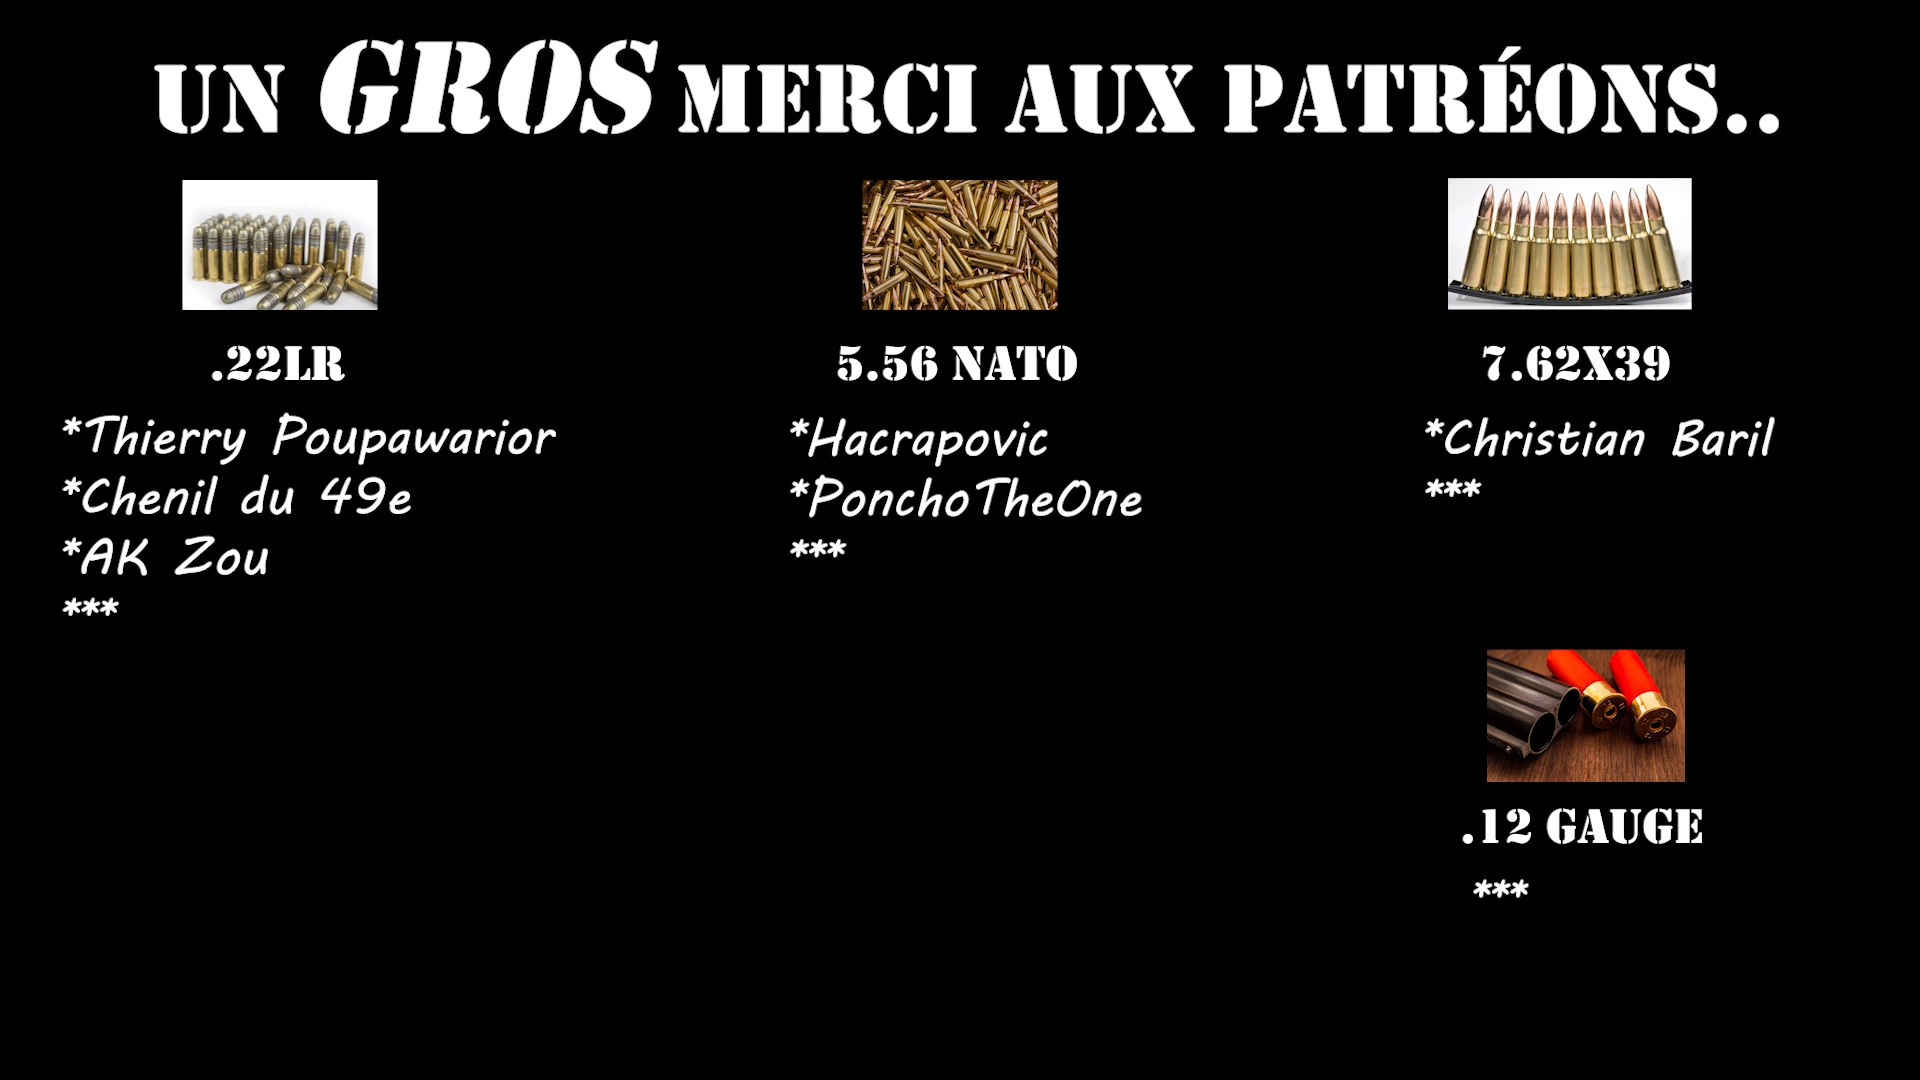 UN GROS MERCI AUX PATRÉONS..
.22LR
*Thierry Poupawarior
*Chenil du 49e
*AK Zou
***
5.56 NATO
*Hacrapovic
*PonchoTheOne
***
7.62X39
*Christian Baril
***
.12 GAUGE
***